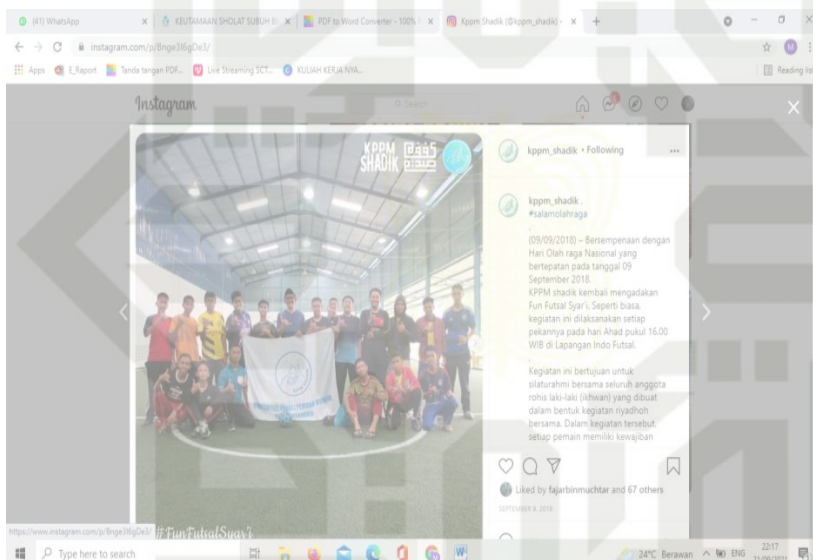 (41) WhatsApp
KEUTAMAAN SHOLAT SUBUH B
PDF to Word Converter - 100%
Kppm Shadik (@kppm_shadik) -
instagram.com/p/Bnge3l6gDe3/
Apps
E_Raport
Tanda tangan PDF...
Live Streaming SCT...
KULIAH KERJA NYA...
Reading list
Instagram
Search
KPPM
SHADIK
kppm_shadik • Following
kppm_shadik .
#salamolahraga
(09/09/2018) – Bersempenaan dengan
Hari Olah raga Nasional yang
bertepatan pada tanggal 09
September 2018.
KPPM shadik kembali mengadakan
Fun Futsal Syar'i. Seperti biasa,
kegiatan ini dilaksanakan setiap
pekannya pada hari Ahad pukul 16.00
WIB di Lapangan Indo Futsal.
Kegiatan ini bertujuan untuk
silaturahmi bersama seluruh anggota
rohis laki-laki (ikhwan) yang dibuat
dalam bentuk kegiatan riyadhoh
bersama. Dalam kegiatan tersebut,
setiap pemain memiliki kewajiban
Liked by fajarbinmuchtar and 67 others
SEPTEMBER 9, 2018
#FunFutsalSyar'i
https://www.instagram.com/p/Bnge3l6gDe3/
Type here to search
24°C Berawan
ENG
22:17